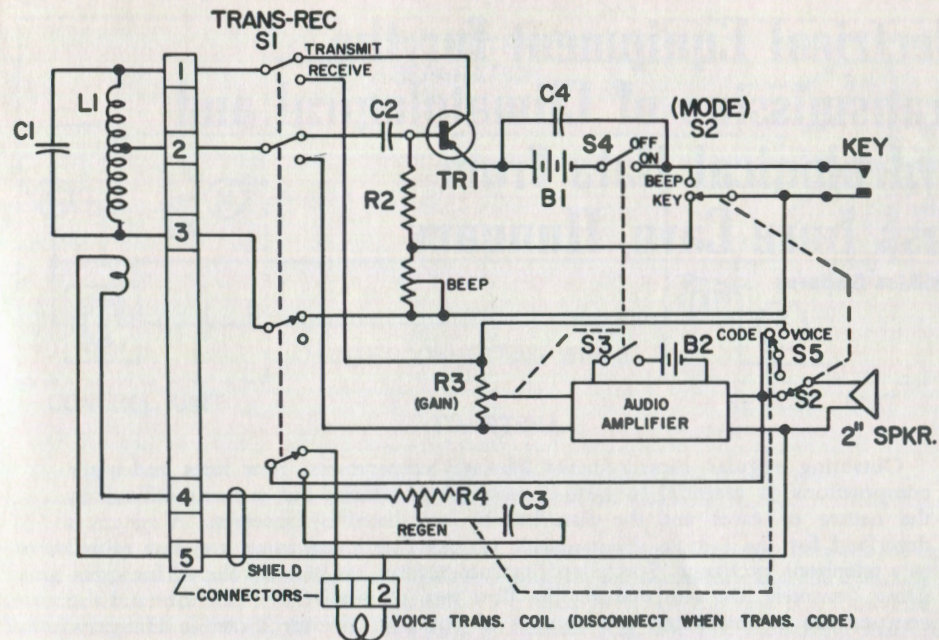 TRANS-REC
S1
TRANSMIT
RECEIVE
1
C1
L1
2
3
C2
TR1
C4
B1
S4
OFF
ON
(MODE)
S2
KEY
BEEP
KEY
R2
BEEP
R3
(GAIN)
S3
B2
AUDIO
AMPLIFIER
CODE
VOICE
S5
S2
2" SPKR.
4
R4
REGEN
C3
5
SHIELD
CONNECTORS
2
VOICE TRANS. COIL (DISCONNECT WHEN TRANS. CODE)